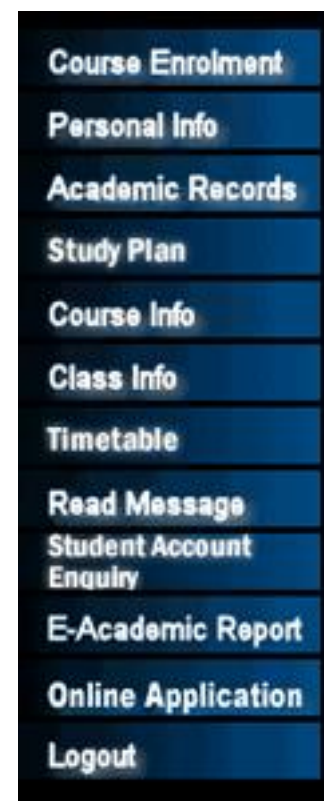 Course Enrolment
Personal Info
Academic Records
Study Plan
Course Info
Class Info
Timetable
Read Message
Student Account
Enquiry
E-Academic Report
Online Application
Logout